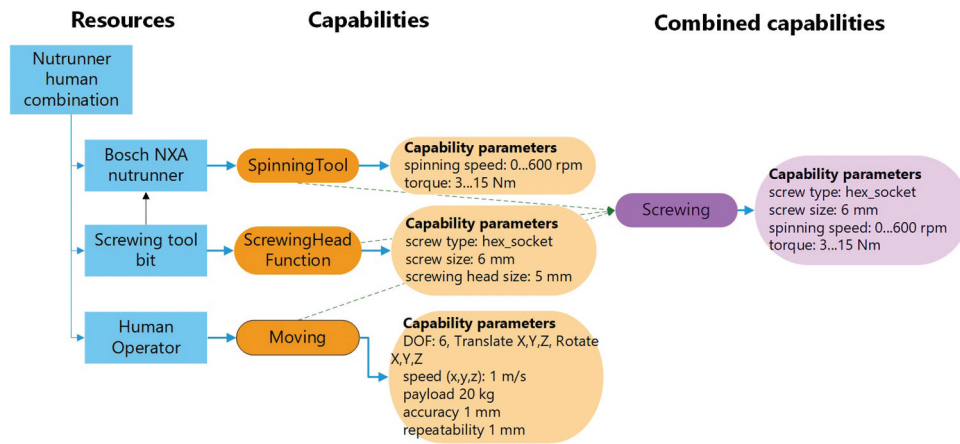 Resources
Capabilities
Combined capabilities
Nutrunner
human
combination
Bosch NXA
nutrunner
SpinningTool
Capability parameters
spinning speed: 0...600 rpm
torque: 3...15 Nm
Screwing tool
bit
ScrewingHead
Function
Capability parameters
screw type: hex_socket
screw size: 6 mm
screwing head size: 5 mm
Human
Operator
Moving
Capability parameters
DOF: 6, Translate X,Y,Z, Rotate
X,Y,Z
speed (x,y,z): 1 m/s
payload 20 kg
accuracy 1 mm
repeatability 1 mm
Screwing
Capability parameters
screw type: hex_socket
screw size: 6 mm
spinning speed: 0...600 rpm
torque: 3...15 Nm